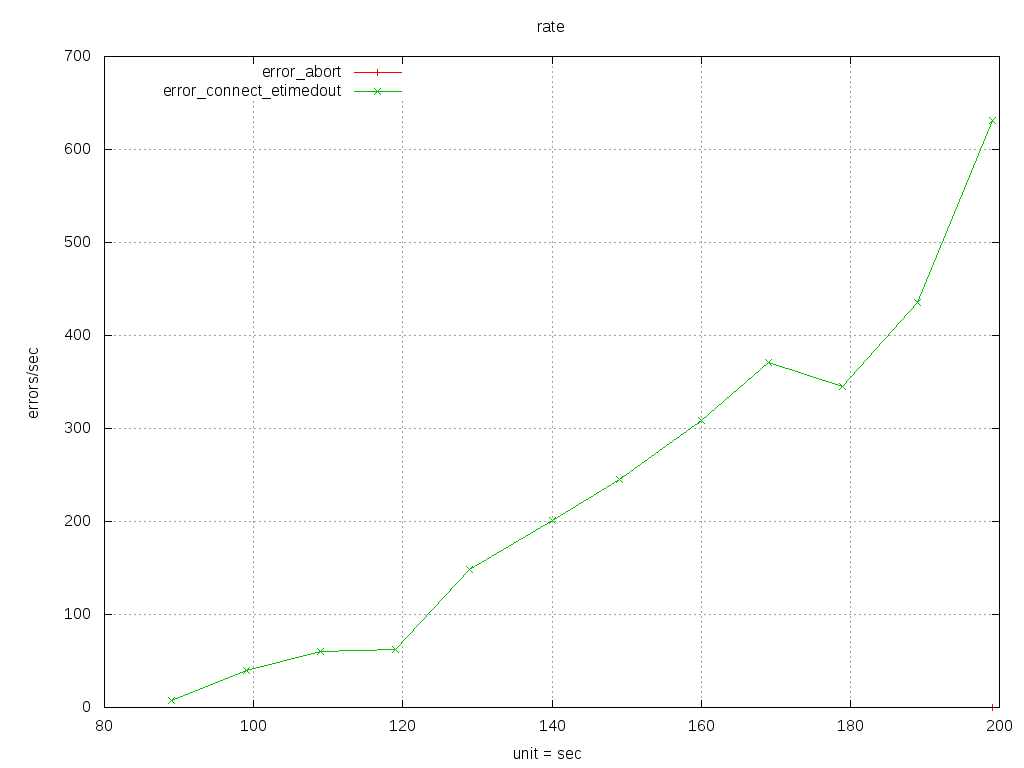 rate
700
600
500
400
300
200
100
0
error_abort
error_connect_etimedout
errors/sec
80 100 120 140 160 180 200
unit = sec